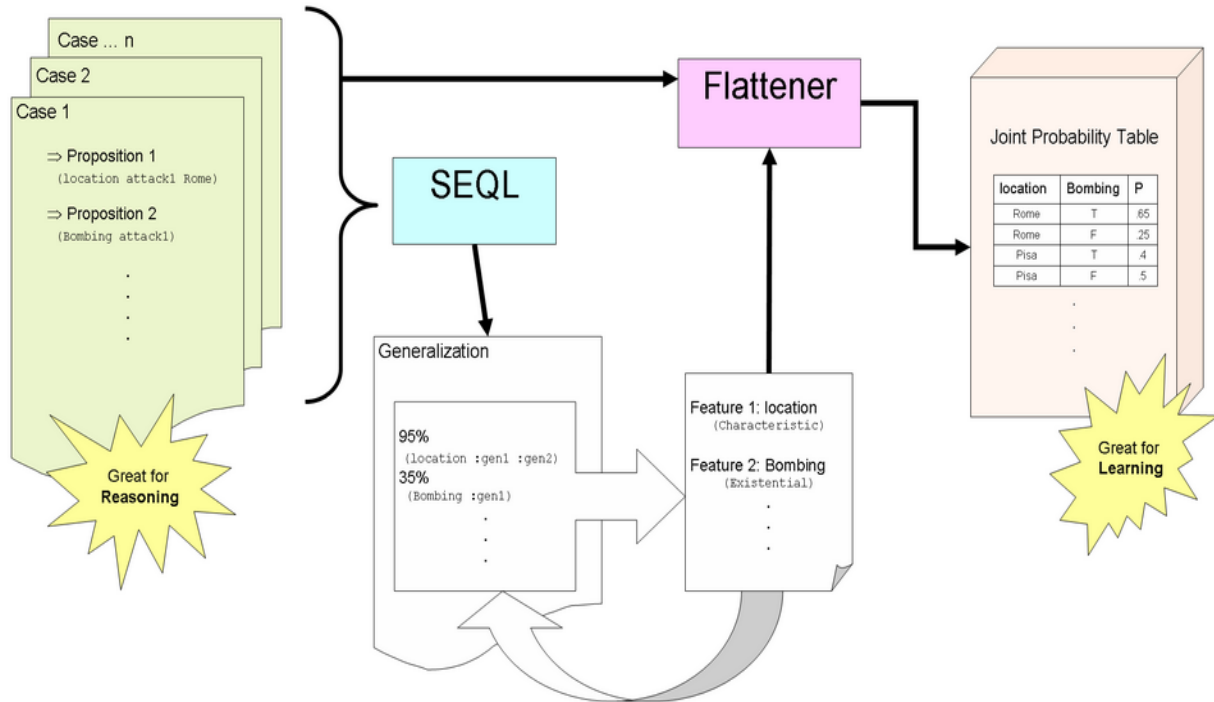 Case ... n
Case 2
Case 1
⇒ Proposition 1
(location attack1 Rome)
⇒ Proposition 2
(Bombing attack1)
Great for
Reasoning
SEQL
Flattener
Generalization
95%
(location :gen1 :gen2)
35%
(Bombing :gen1)
Feature 1: location
(Characteristic)
Feature 2: Bombing
(Existential)
Joint Probability Table
location Bombing P
Rome T .65
Rome F .25
Pisa T .4
Pisa F .5
Great for
Learning